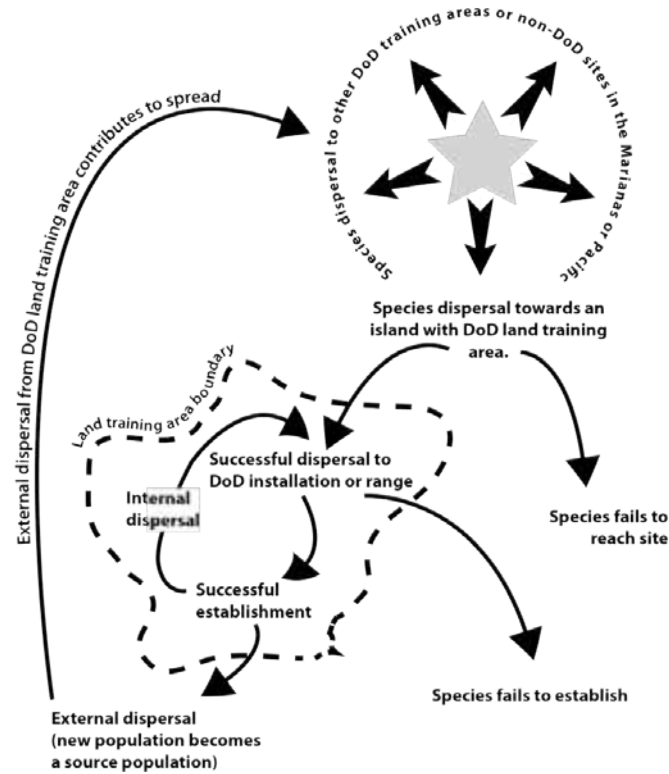 Species dispersal to other DoD training areas or non-DoD sites in the Marianas or Pacific
External dispersal from DoD land training area contributes to spread
Species dispersal towards an
island with DoD land training
area.
Land training area boundary
Successful dispersal to
DoD installation or range
Internal
dispersal
Species fails to
reach site
Successful
establishment
Species fails to establish
External dispersal
(new population becomes
a source population)